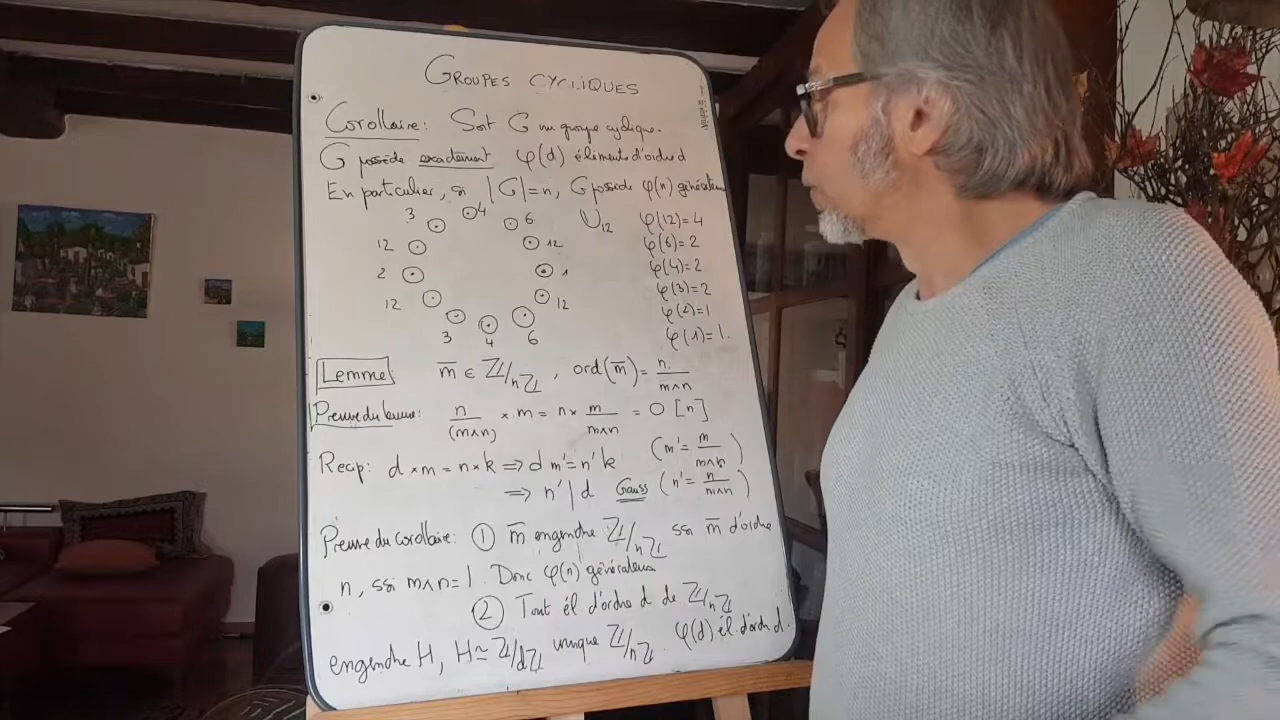 GROUPES CYCLIQUES
Corollaire: Soit G un groupe cyclique.
G possède exactement φ(d) éléments d'ordre d
En particulier, si |G|=n, G possède φ(n) générateurs
3 4 6 U₁₂ φ(12)=4
12 12 φ(6)=2
2 1 φ(4)=2
12 12 φ(3)=2
3 4 6 φ(2)=1
φ(1)=1.
Lemme m̄ ∈ ℤ/nℤ, ord(m̄) = n/(m∧n)
Preuve du lemme: n/(m∧n) × m = n × m/(m∧n) = 0 [n]
Recip: d×m = n×k ⇒ d m' = n' k (m' = m/(m∧n))
⇒ n' | d Gauss (n' = n/(m∧n))
Preuve du corollaire: ① m̄ engendre ℤ/nℤ ssi m̄ d'ordre
n, ssi m∧n=1. Donc φ(n) générateurs
② Tout él. d'ordre d de ℤ/nℤ
engendre H, H≃ℤ/dℤ unique ℤ/nℤ. φ(d) él. d'ordre d.